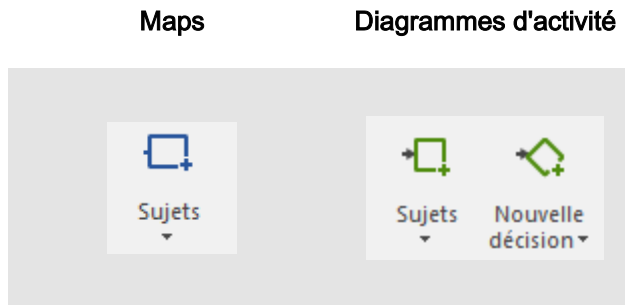 Maps
Diagrammes d'activité
Sujets
Sujets
Nouvelle
décision